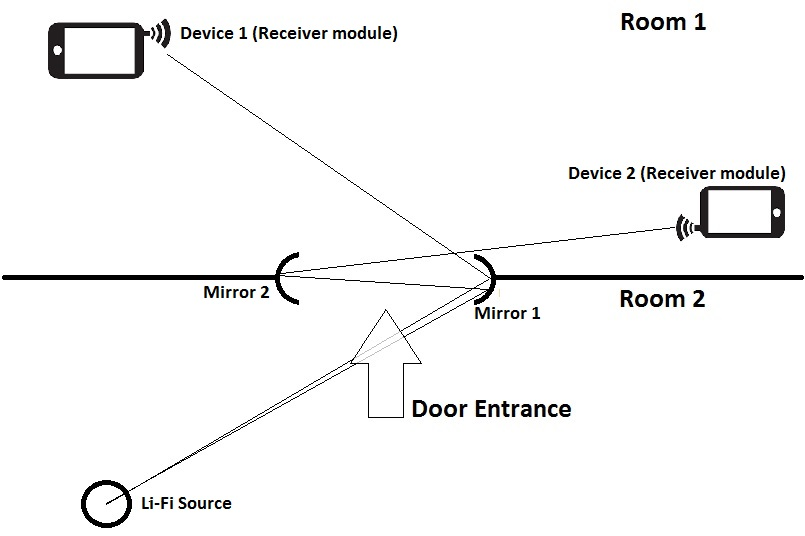 Room 1
Device 1 (Receiver module)
Device 2 (Receiver module)
Mirror 2
Room 2
Mirror 1
Door Entrance
Li-Fi Source